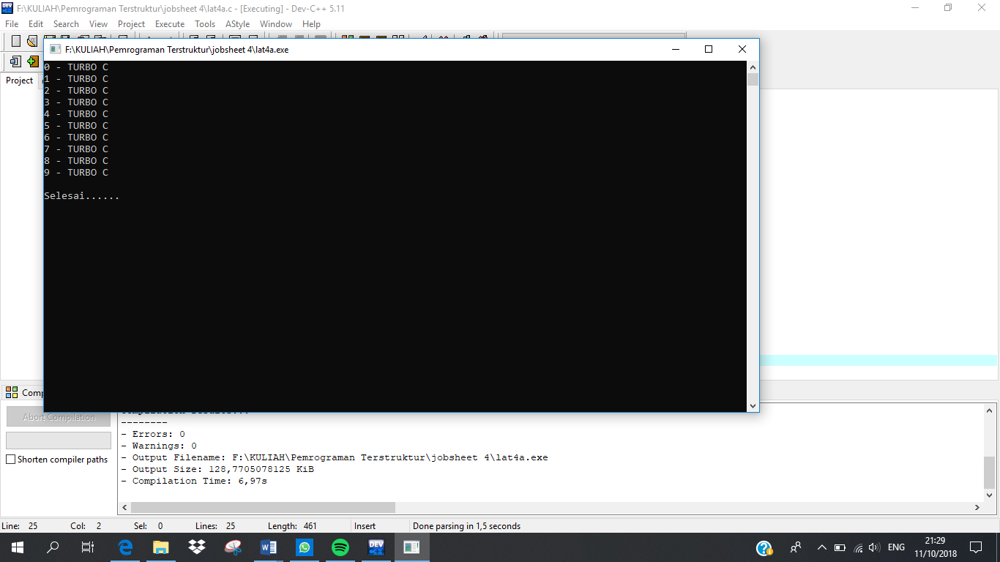 F:\KULIAH\Pemrograman Terstruktur\jobsheet 4\lat4a.c - [Executing] - Dev-C++ 5.11
File Edit Search View Project Execute Tools AStyle Window Help
F:\KULIAH\Pemrograman Terstruktur\jobsheet 4\lat4a.exe
Project
0 - TURBO C
1 - TURBO C
2 - TURBO C
3 - TURBO C
4 - TURBO C
5 - TURBO C
6 - TURBO C
7 - TURBO C
8 - TURBO C
9 - TURBO C
Selesai......
Abort Compilation
Shorten compiler paths
--------
- Errors: 0
- Warnings: 0
- Output Filename: F:\KULIAH\Pemrograman Terstruktur\jobsheet 4\lat4a.exe
- Output Size: 128,7705078125 KiB
- Compilation Time: 6,97s
Line: 25 Col: 2 Sel: 0 Lines: 25 Length: 461 Insert Done parsing in 1,5 seconds
DEV
ENG
21:29
11/10/2018